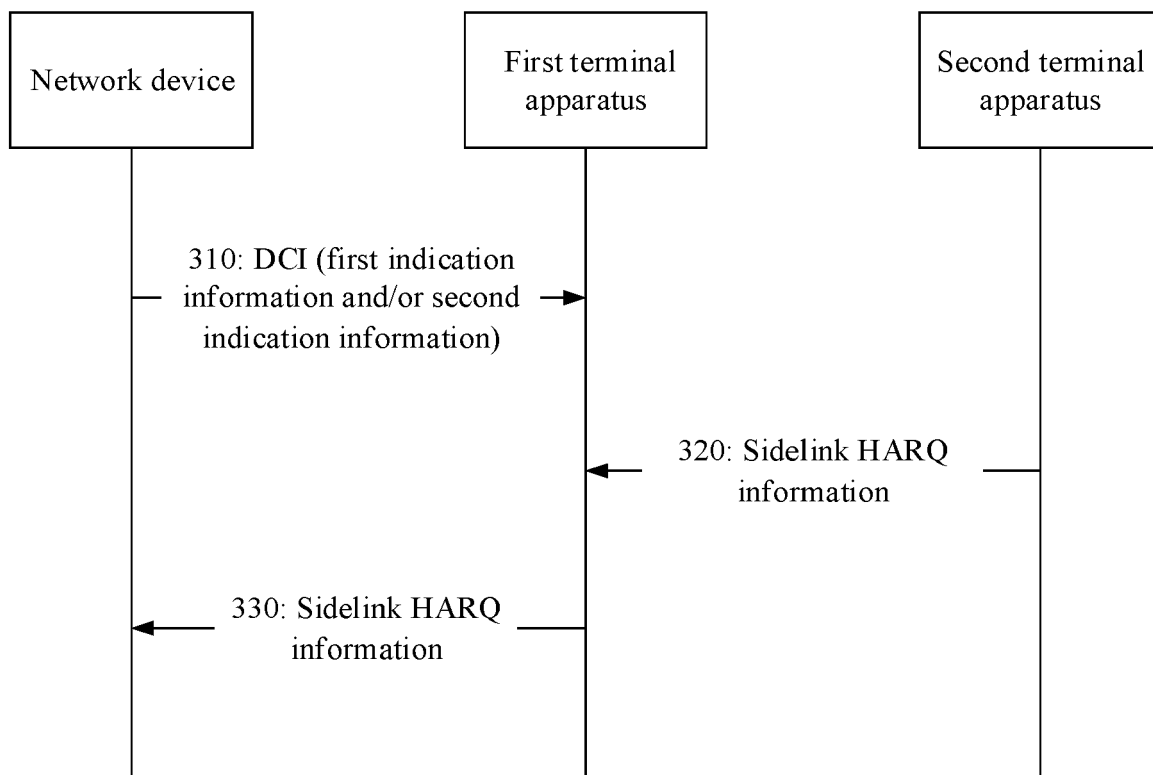 Network device
First terminal
apparatus
Second terminal
apparatus
310: DCI (first indication
information and/or second
indication information)
320: Sidelink HARQ
information
330: Sidelink HARQ
information